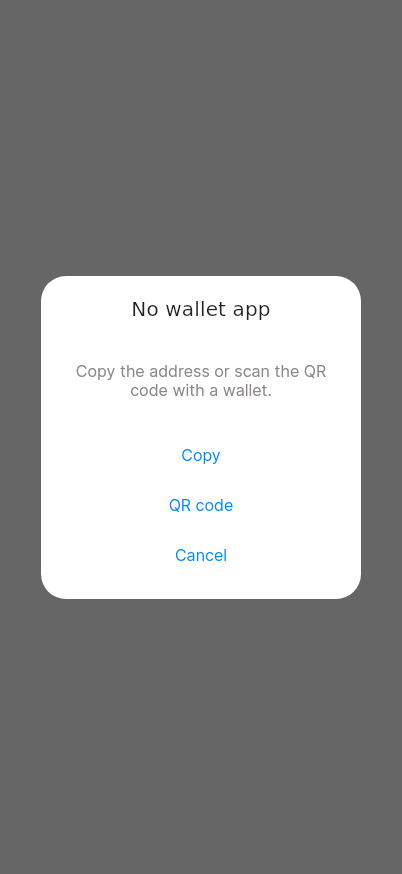 No wallet app
Copy the address or scan the QR
code with a wallet.
Copy
QR code
Cancel